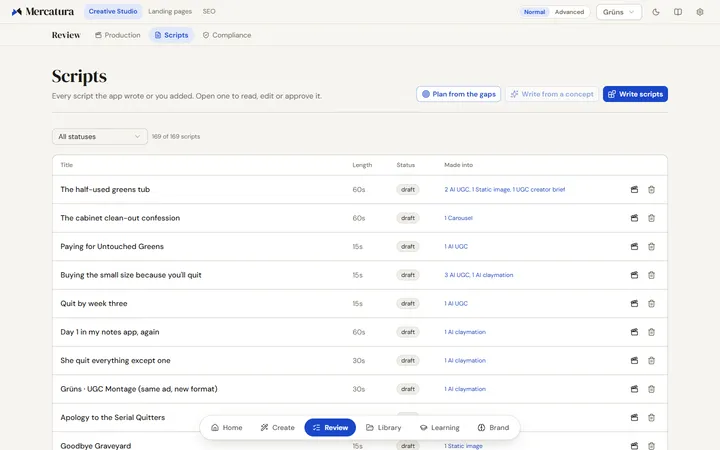 Mercatura
Creative Studio
Landing pages
SEO
Normal
Advanced
Grüns
Review
Production
Scripts
Compliance
Scripts
Every script the app wrote or you added. Open one to read, edit or approve it.
Plan from the gaps
Write from a concept
Write scripts
All statuses
169 of 169 scripts
Title Length Status Made into
The half-used greens tub 60s draft 2 AI UGC, 1 Static image, 1 UGC creator brief
The cabinet clean-out confession 60s draft 1 Carousel
Paying for Untouched Greens 15s draft 1 AI UGC
Buying the small size because you'll quit 15s draft 3 AI UGC, 1 AI claymation
Quit by week three 15s draft 1 AI UGC
Day 1 in my notes app, again 60s draft 1 AI claymation
She quit everything except one 30s draft 1 AI claymation
Grüns · UGC Montage (same ad, new format) 30s draft 1 AI claymation
Apology to the Serial Quitters
Goodbye Graveyard 15s 1 Static image
Home
Create
Review
Library
Learning
Brand